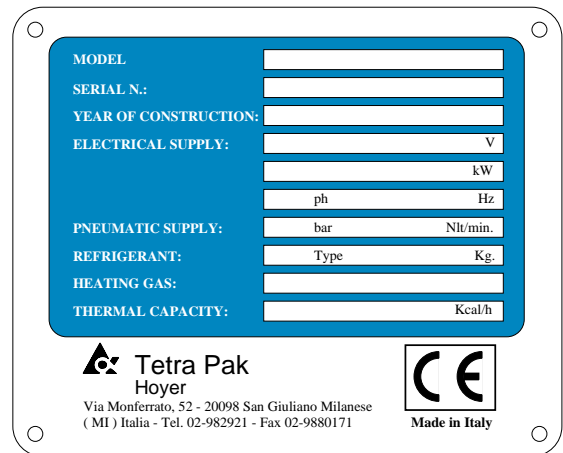 MODEL
SERIAL N.:
YEAR OF CONSTRUCTION:
ELECTRICAL SUPPLY: V
kW
ph Hz
PNEUMATIC SUPPLY: bar Nlt/min.
REFRIGERANT: Type Kg.
HEATING GAS:
THERMAL CAPACITY: Kcal/h
Tetra Pak
Hoyer
Via Monferrato, 52 - 20098 San Giuliano Milanese
( MI ) Italia - Tel. 02-982921 - Fax 02-9880171
CE
Made in Italy